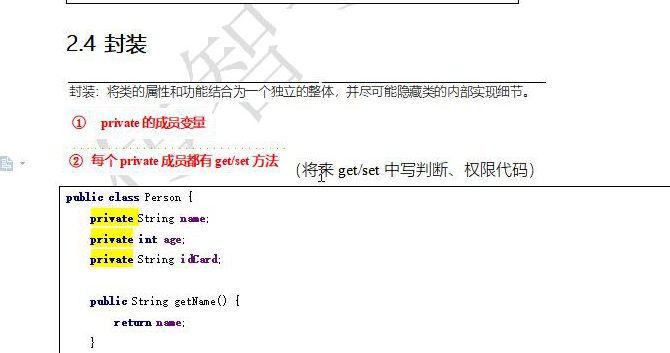 2.4 封装
封装：将类的属性和功能结合为一个独立的整体，并尽可能隐藏类的内部实现细节。
① private 的成员变量
② 每个 private 成员都有 get/set 方法 （将来 get/set 中写判断、权限代码）
public class Person {
private String name;
private int age;
private String idCard;
public String getName() {
return name;
}